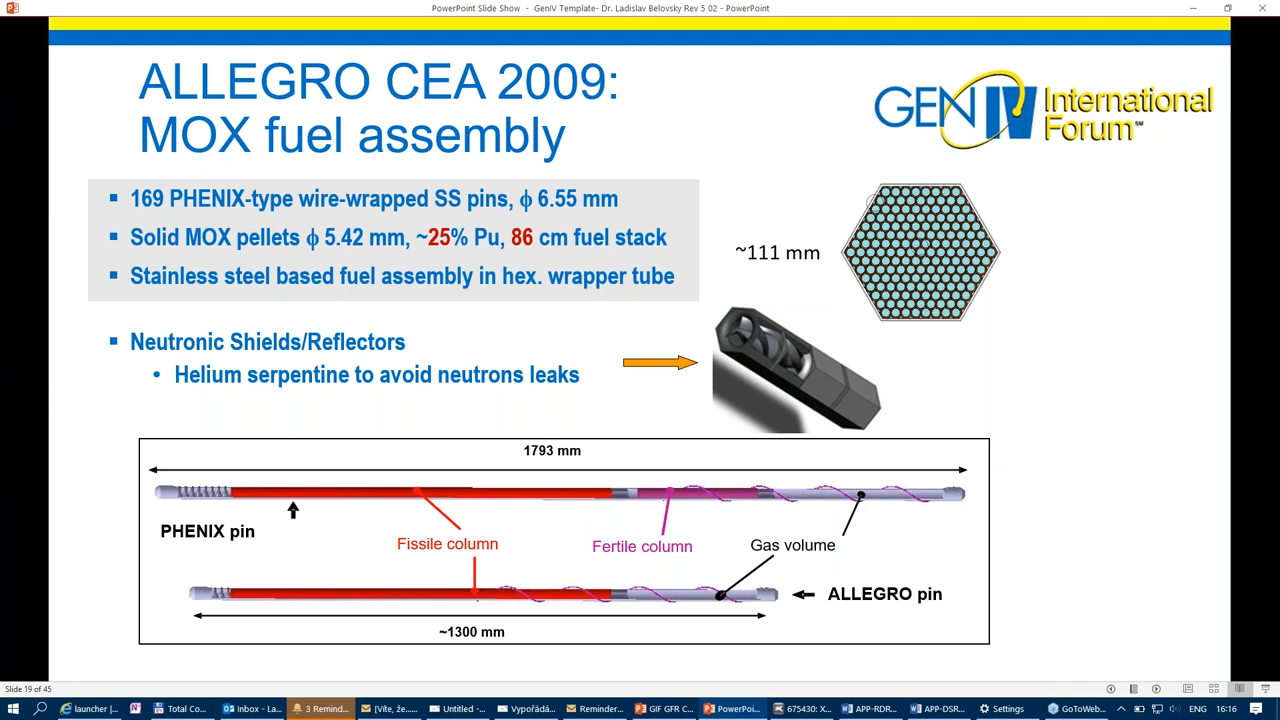 PowerPoint Slide Show - GenIV Template- Dr. Ladislav Belovsky Rev 5 02 - PowerPoint
ALLEGRO CEA 2009:
MOX fuel assembly
GEN IV International
Forum℠
▪ 169 PHENIX-type wire-wrapped SS pins, ϕ 6.55 mm
▪ Solid MOX pellets ϕ 5.42 mm, ~25% Pu, 86 cm fuel stack
▪ Stainless steel based fuel assembly in hex. wrapper tube
~111 mm
▪ Neutronic Shields/Reflectors
• Helium serpentine to avoid neutrons leaks
1793 mm
PHENIX pin
Fissile column
Fertile column
Gas volume
ALLEGRO pin
~1300 mm
Slide 19 of 45
launcher |...
Total Co...
Inbox - La...
3 Remind...
[Víte, že...
Untitled -...
Vypořádá...
Reminder...
GIF GFR C...
PowerPoi...
675430: X...
APP-RDR...
APP-DSR...
Settings
GoToWeb...
ENG
16:16